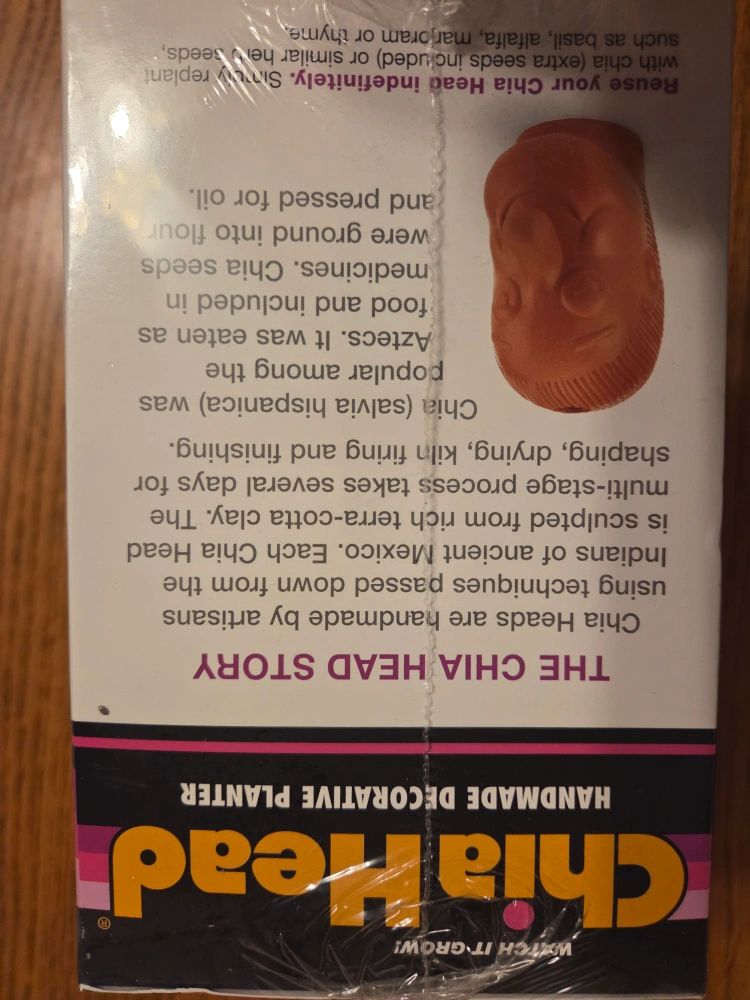 WATCH IT GROW!
Chia Head®
HANDMADE DECORATIVE PLANTER
THE CHIA HEAD STORY
Chia Heads are handmade by artisans
using techniques passed down from the
Indians of ancient Mexico. Each Chia Head
is sculpted from rich terra-cotta clay. The
multi-stage process takes several days for
shaping, drying, kiln firing and finishing.
Chia (salvia hispanica) was
popular among the
Aztecs. It was eaten as
food and included in
medicines. Chia seeds
were ground into flour
and pressed for oil.
Reuse your Chia Head indefinitely. Simply replant
with chia (extra seeds included) or similar herb seeds,
such as basil, alfalfa, marjoram or thyme.